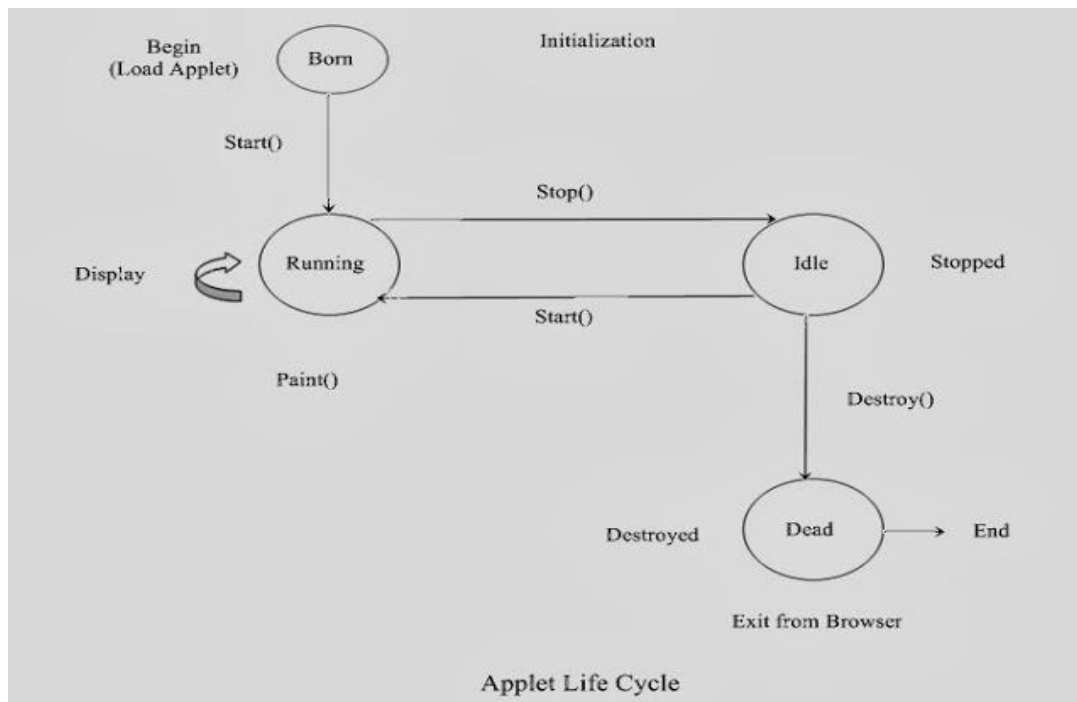 Begin
(Load Applet)
Born
Initialization
Start()
Stop()
Running
Idle
Stopped
Display
Start()
Paint()
Destroy()
Destroyed
Dead
End
Exit from Browser
Applet Life Cycle